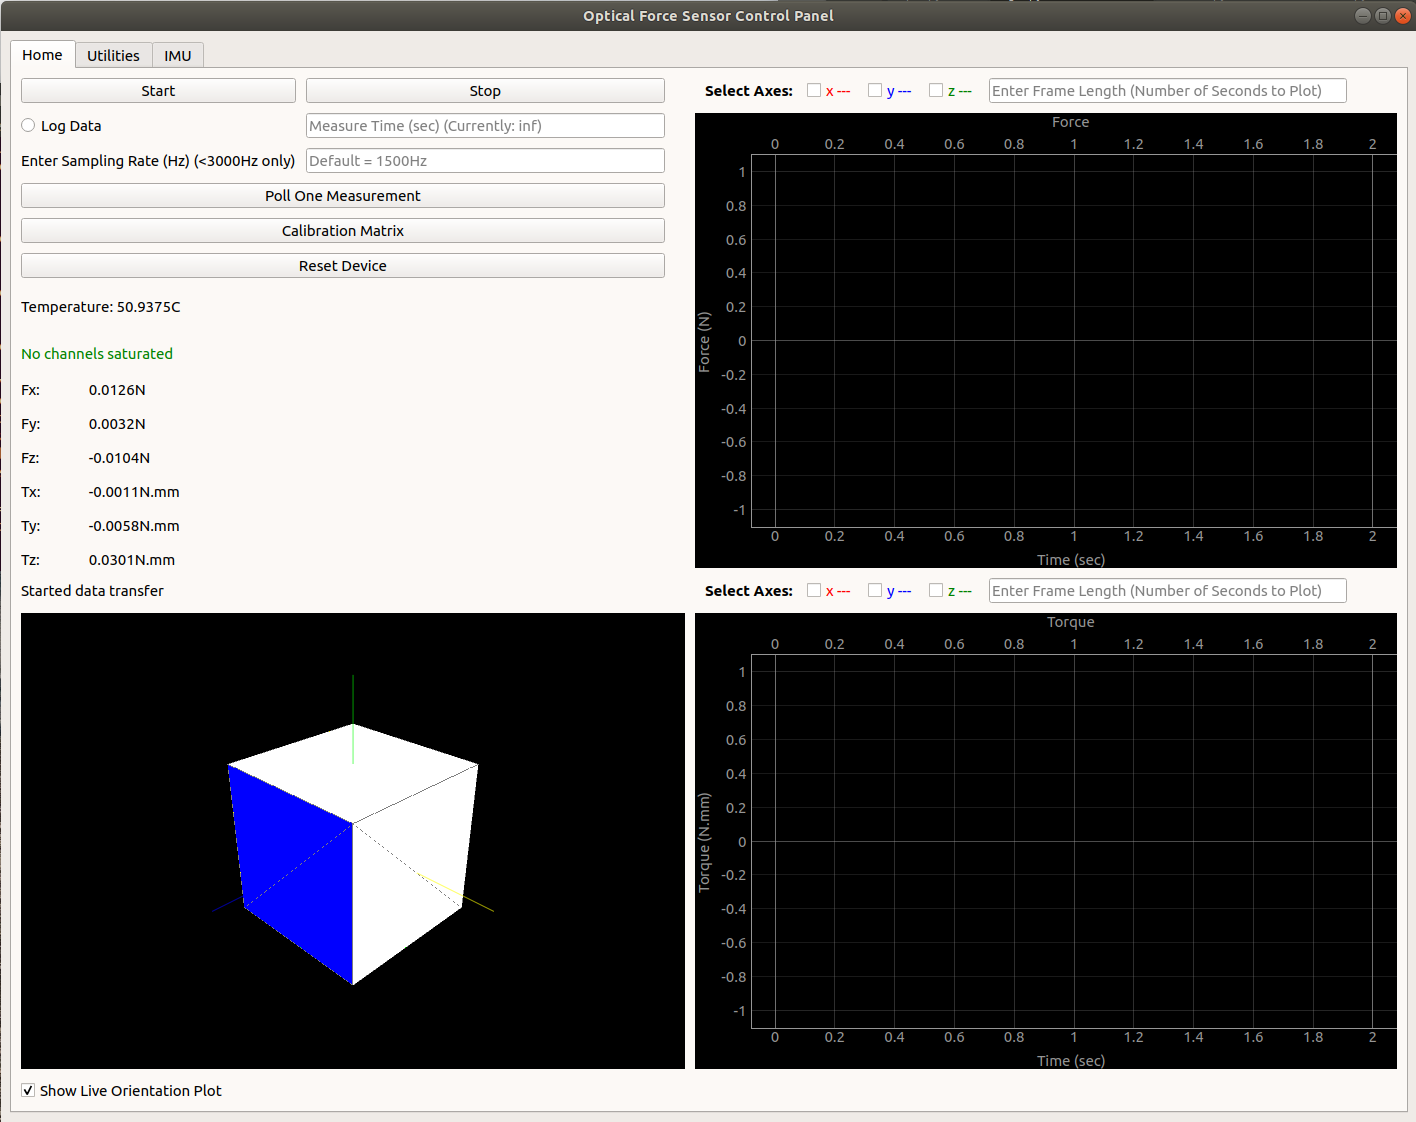 Optical Force Sensor Control Panel
Home Utilities IMU
Start Stop
Log Data Measure Time (sec) (Currently: inf)
Enter Sampling Rate (Hz) (<3000Hz only) Default = 1500Hz
Poll One Measurement
Calibration Matrix
Reset Device
Temperature: 50.9375C
No channels saturated
Fx: 0.0126N
Fy: 0.0032N
Fz: -0.0104N
Tx: -0.0011N.mm
Ty: -0.0058N.mm
Tz: 0.0301N.mm
Started data transfer
Show Live Orientation Plot
Select Axes: x --- y --- z --- Enter Frame Length (Number of Seconds to Plot)
Force
0 0.2 0.4 0.6 0.8 1 1.2 1.4 1.6 1.8 2
1
0.8
0.6
0.4
0.2
0
-0.2
-0.4
-0.6
-0.8
-1
Force (N)
0 0.2 0.4 0.6 0.8 1 1.2 1.4 1.6 1.8 2
Time (sec)
Select Axes: x --- y --- z --- Enter Frame Length (Number of Seconds to Plot)
Torque
0 0.2 0.4 0.6 0.8 1 1.2 1.4 1.6 1.8 2
1
0.8
0.6
0.4
0.2
0
-0.2
-0.4
-0.6
-0.8
-1
Torque (N.mm)
0 0.2 0.4 0.6 0.8 1 1.2 1.4 1.6 1.8 2
Time (sec)